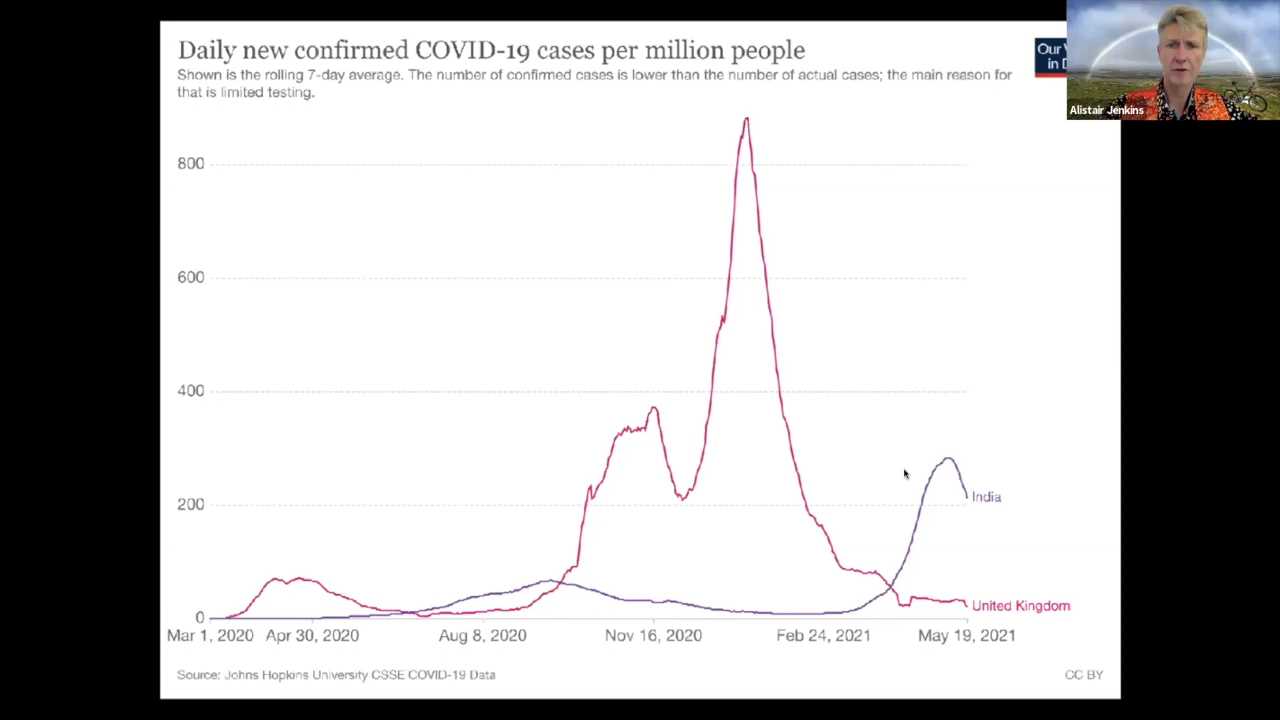 Daily new confirmed COVID-19 cases per million people
Shown is the rolling 7-day average. The number of confirmed cases is lower than the number of actual cases; the main reason for
that is limited testing.
Our
in
Alistair Jenkins
800
600
400
200
0
India
United Kingdom
Mar 1, 2020 Apr 30, 2020 Aug 8, 2020 Nov 16, 2020 Feb 24, 2021 May 19, 2021
Source: Johns Hopkins University CSSE COVID-19 Data
CC BY